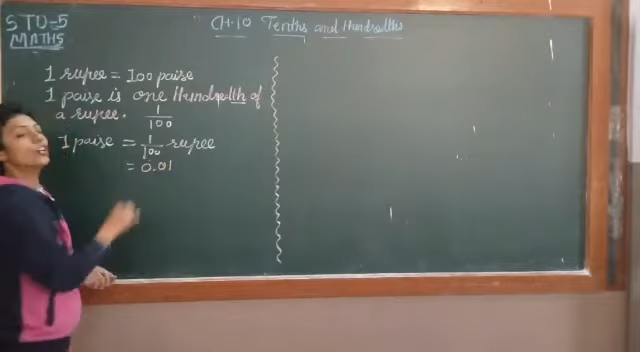 STD-5
MATHS
CH-10 Tenths and Hundredths
1 rupee = 100 paise
1 paise is one Hundredth of
a rupee. 1/100
1 paise = 1/100 rupee
= 0.01